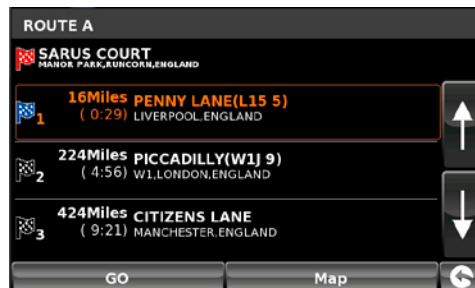 ROUTE A
SARUS COURT
MANOR PARK,RUNCORN,ENGLAND
1 16Miles PENNY LANE(L15 5)
( 0:29) LIVERPOOL,ENGLAND
2 224Miles PICCADILLY(W1J 9)
( 4:56) W1,LONDON,ENGLAND
3 424Miles CITIZENS LANE
( 9:21) MANCHESTER,ENGLAND
GO Map